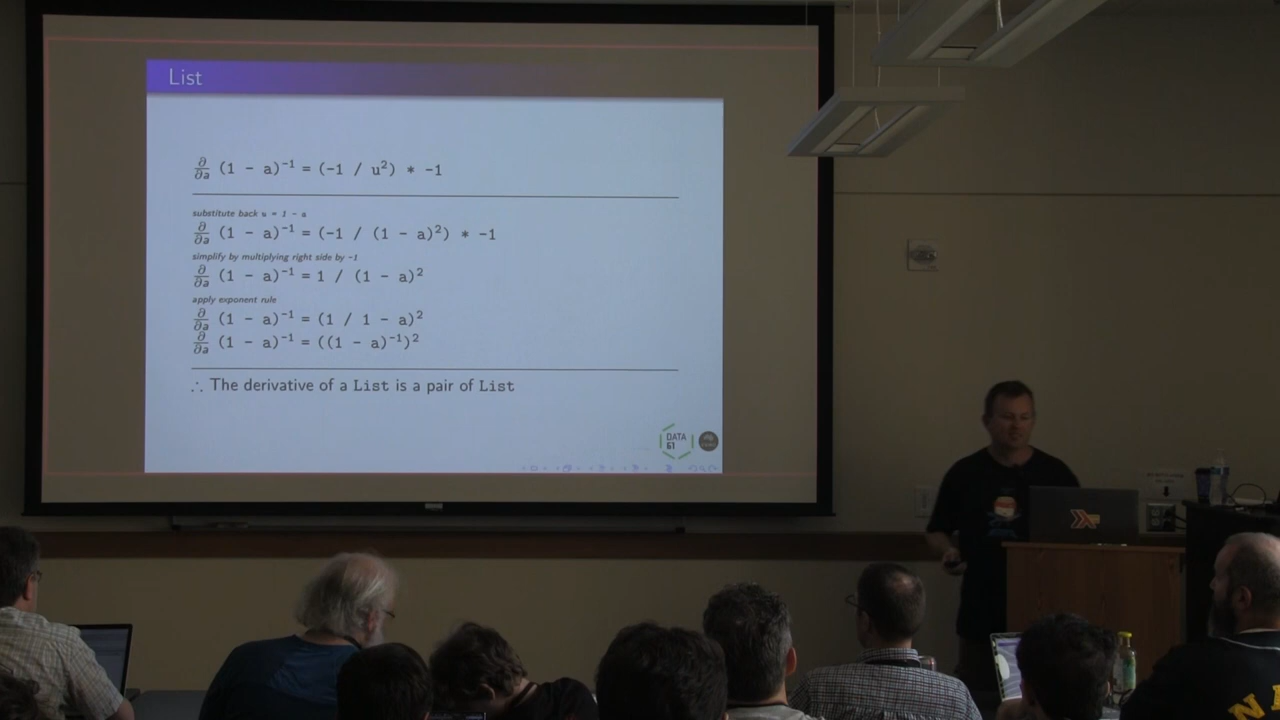 List
∂/∂a (1 - a)⁻¹ = (-1 / u²) * -1
substitute back u = 1 - a
∂/∂a (1 - a)⁻¹ = (-1 / (1 - a)²) * -1
simplify by multiplying right side by -1
∂/∂a (1 - a)⁻¹ = 1 / (1 - a)²
apply exponent rule
∂/∂a (1 - a)⁻¹ = (1 / 1 - a)²
∂/∂a (1 - a)⁻¹ = ((1 - a)⁻¹)²
∴ The derivative of a List is a pair of List
DATA
61